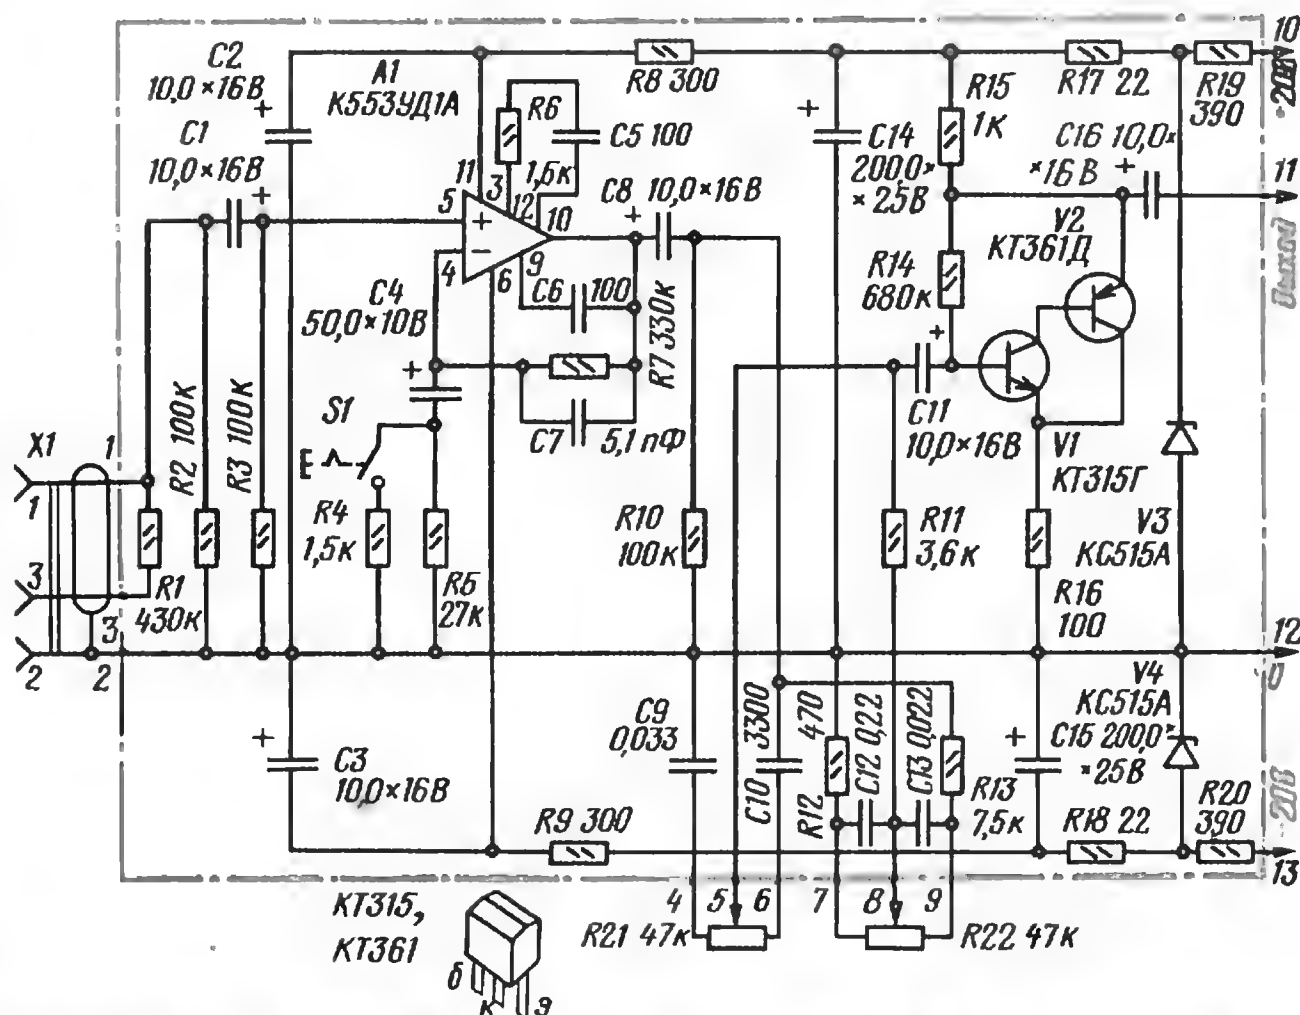 C2
10,0×16В
C1
10,0×16В
A1
К553УД1А
R6
1,5к
C5 100
R8 300
C8 10,0×16В
C14
200,0×
×25В
R15
1к
R17 22
R19
390
10
-20В
C16 10,0×
×16В
11
Выход
V2
КТ361Д
R14
680к
11
3
12
10
5
4
6
9
+
−
C6 100
C4
50,0×10В
R7 330к
C7 5,1пФ
S1
X1
1
1
3
3
2
2
R2 100к
R3 100к
R1
430к
R4
1,5к
R5
27к
R10
100к
R11
3,6к
C11
10,0×16В
V1
КТ315Г
V3
КС515А
R16
100
12
0
V4
КС515А
C15 200,0×
×25В
C3
10,0×16В
C9
0,033
C10 3300
R12 470
C12 0,22
C13 0,022
R13
7,5к
R9 300
R18 22
R20
390
20В
13
4
5
6
7
8
9
R21 47к
R22 47к
КТ315,
КТ361
б
к
э